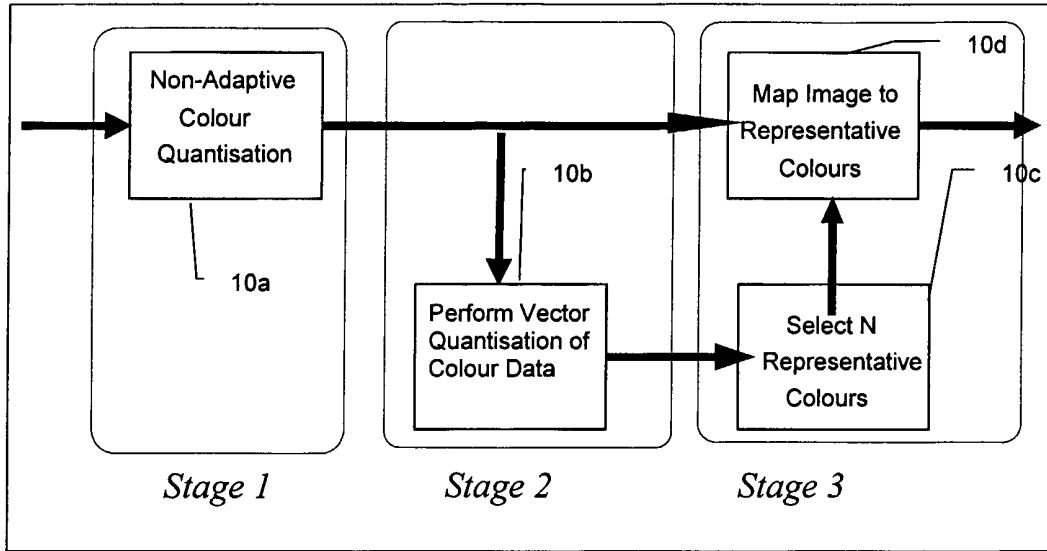 Non-Adaptive
Colour
Quantisation
10a
10b
Perform Vector
Quantisation of
Colour Data
10d
Map Image to
Representative
Colours
10c
Select N
Representative
Colours
Stage 1
Stage 2
Stage 3